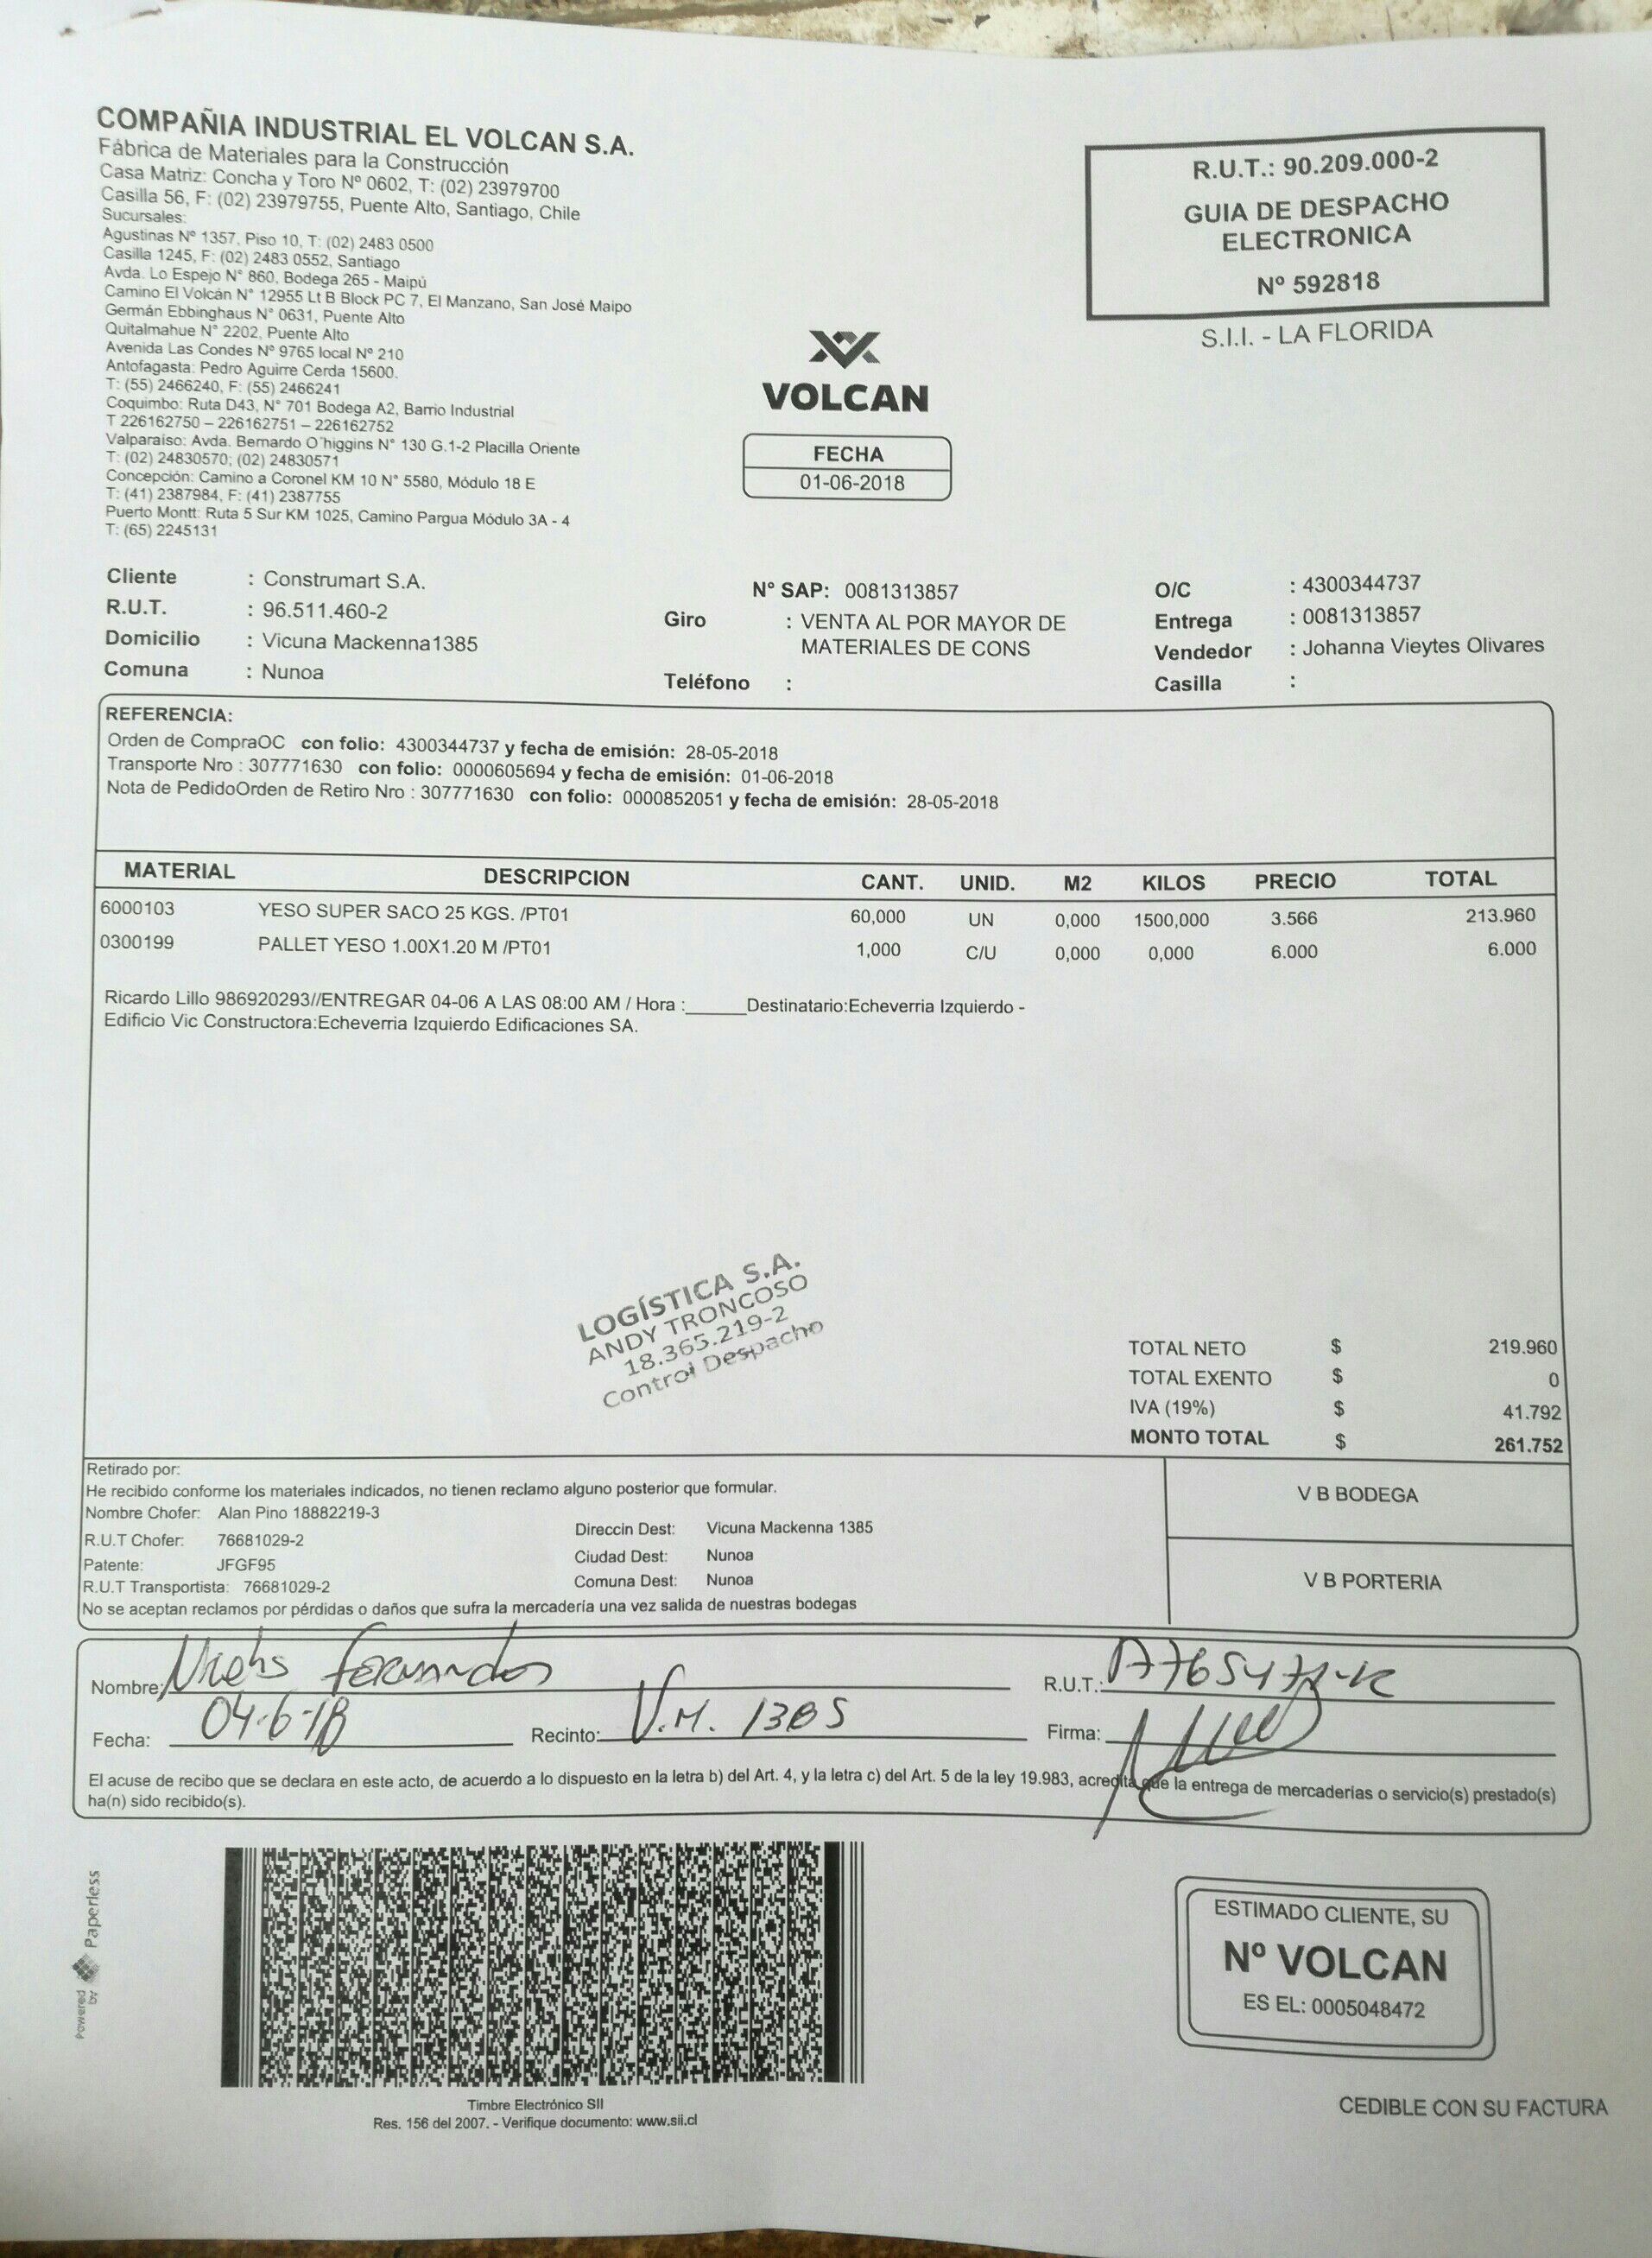 COMPAÑIA INDUSTRIAL EL VOLCAN S.A.
Fábrica de Materiales para la Construcción
Casa Matriz: Concha y Toro Nº 0602, T: (02) 23979700
Casilla 56, F: (02) 23979755, Puente Alto, Santiago, Chile
Sucursales:
Agustinas Nº 1357, Piso 10, T: (02) 2483 0500
Casilla 1245, F: (02) 2483 0552, Santiago
Avda. Lo Espejo N° 860, Bodega 265 - Maipú
Camino El Volcán N° 12955 Lt B Block PC 7, El Manzano, San José Maipo
Germán Ebbinghaus N° 0631, Puente Alto
Quitalmahue N° 2202, Puente Alto
Avenida Las Condes Nº 9765 local Nº 210
Antofagasta: Pedro Aguirre Cerda 15600.
T: (55) 2466240, F: (55) 2466241
Coquimbo: Ruta D43, N° 701 Bodega A2, Barrio Industrial
T 226162750 – 226162751 – 226162752
Valparaiso: Avda. Bernardo O´higgins N° 130 G.1-2 Placilla Oriente
T: (02) 24830570; (02) 24830571
Concepción: Camino a Coronel KM 10 N° 5580, Módulo 18 E
T: (41) 2387984, F: (41) 2387755
Puerto Montt: Ruta 5 Sur KM 1025, Camino Pargua Módulo 3A - 4
T: (65) 2245131
R.U.T.: 90.209.000-2
GUIA DE DESPACHO
ELECTRONICA
Nº 592818
S.I.I. - LA FLORIDA
VOLCAN
FECHA
01-06-2018
Cliente : Construmart S.A.
R.U.T. : 96.511.460-2
Domicilio : Vicuna Mackenna1385
Comuna : Nunoa
N° SAP: 0081313857
Giro : VENTA AL POR MAYOR DE
MATERIALES DE CONS
Teléfono :
O/C : 4300344737
Entrega : 0081313857
Vendedor : Johanna Vieytes Olivares
Casilla :
REFERENCIA:
Orden de CompraOC con folio: 4300344737 y fecha de emisión: 28-05-2018
Transporte Nro : 307771630 con folio: 0000605694 y fecha de emisión: 01-06-2018
Nota de PedidoOrden de Retiro Nro : 307771630 con folio: 0000852051 y fecha de emisión: 28-05-2018
MATERIAL DESCRIPCION CANT. UNID. M2 KILOS PRECIO TOTAL
6000103 YESO SUPER SACO 25 KGS. /PT01 60,000 UN 0,000 1500,000 3.566 213.960
0300199 PALLET YESO 1.00X1.20 M /PT01 1,000 C/U 0,000 0,000 6.000 6.000
Ricardo Lillo 986920293//ENTREGAR 04-06 A LAS 08:00 AM / Hora :______Destinatario:Echeverria Izquierdo -
Edificio Vic Constructora:Echeverria Izquierdo Edificaciones SA.
LOGÍSTICA S.A.
ANDY TRONCOSO
18.365.219-2
Control Despacho
TOTAL NETO $ 219.960
TOTAL EXENTO $ 0
IVA (19%) $ 41.792
MONTO TOTAL $ 261.752
Retirado por:
He recibido conforme los materiales indicados, no tienen reclamo alguno posterior que formular.
Nombre Chofer: Alan Pino 18882219-3
R.U.T Chofer: 76681029-2
Patente: JFGF95
R.U.T Transportista: 76681029-2
Direccin Dest: Vicuna Mackenna 1385
Ciudad Dest: Nunoa
Comuna Dest: Nunoa
No se aceptan reclamos por pérdidas o daños que sufra la mercadería una vez salida de nuestras bodegas
V B BODEGA
V B PORTERIA
Nombre:
R.U.T.:
Fecha: 04-6-18 Recinto: V.M. 1385 Firma:
El acuse de recibo que se declara en este acto, de acuerdo a lo dispuesto en la letra b) del Art. 4, y la letra c) del Art. 5 de la ley 19.983, acredita que la entrega de mercaderias o servicio(s) prestado(s)
ha(n) sido recibido(s).
Powered by Paperless
Timbre Electrónico SII
Res. 156 del 2007. - Verifique documento: www.sii.cl
ESTIMADO CLIENTE, SU
Nº VOLCAN
ES EL: 0005048472
CEDIBLE CON SU FACTURA